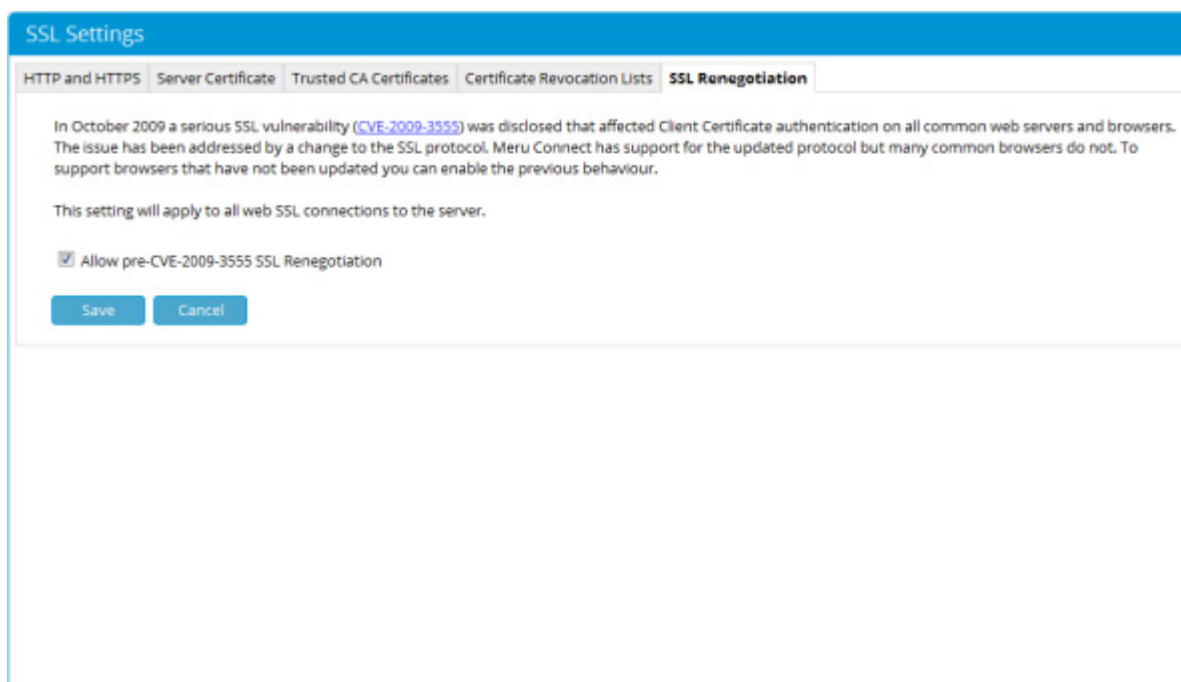 SSL Settings
HTTP and HTTPS Server Certificate Trusted CA Certificates Certificate Revocation Lists SSL Renegotiation
In October 2009 a serious SSL vulnerability (CVE-2009-3555) was disclosed that affected Client Certificate authentication on all common web servers and browsers.
The issue has been addressed by a change to the SSL protocol. Meru Connect has support for the updated protocol but many common browsers do not. To
support browsers that have not been updated you can enable the previous behaviour.
This setting will apply to all web SSL connections to the server.
Allow pre-CVE-2009-3555 SSL Renegotiation
Save Cancel